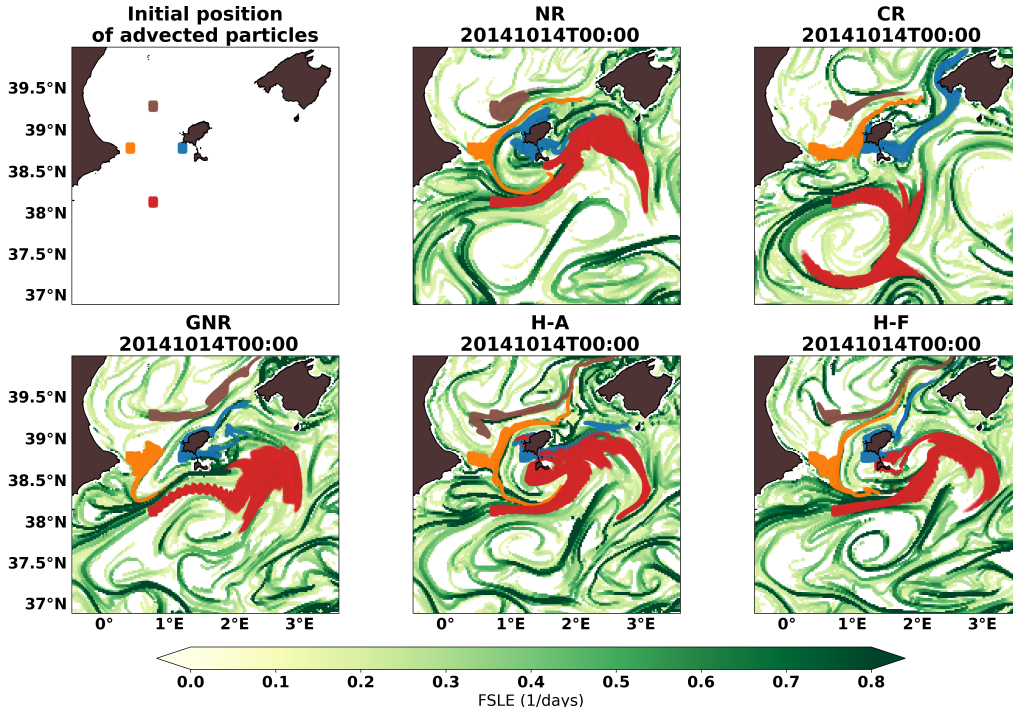 Initial position
of advected particles
NR
20141014T00:00
CR
20141014T00:00
39.5°N
39°N
38.5°N
38°N
37.5°N
37°N
GNR
20141014T00:00
H-A
20141014T00:00
H-F
20141014T00:00
39.5°N
39°N
38.5°N
38°N
37.5°N
37°N
0° 1°E 2°E 3°E
0° 1°E 2°E 3°E
0° 1°E 2°E 3°E
0.0 0.1 0.2 0.3 0.4 0.5 0.6 0.7 0.8
FSLE (1/days)